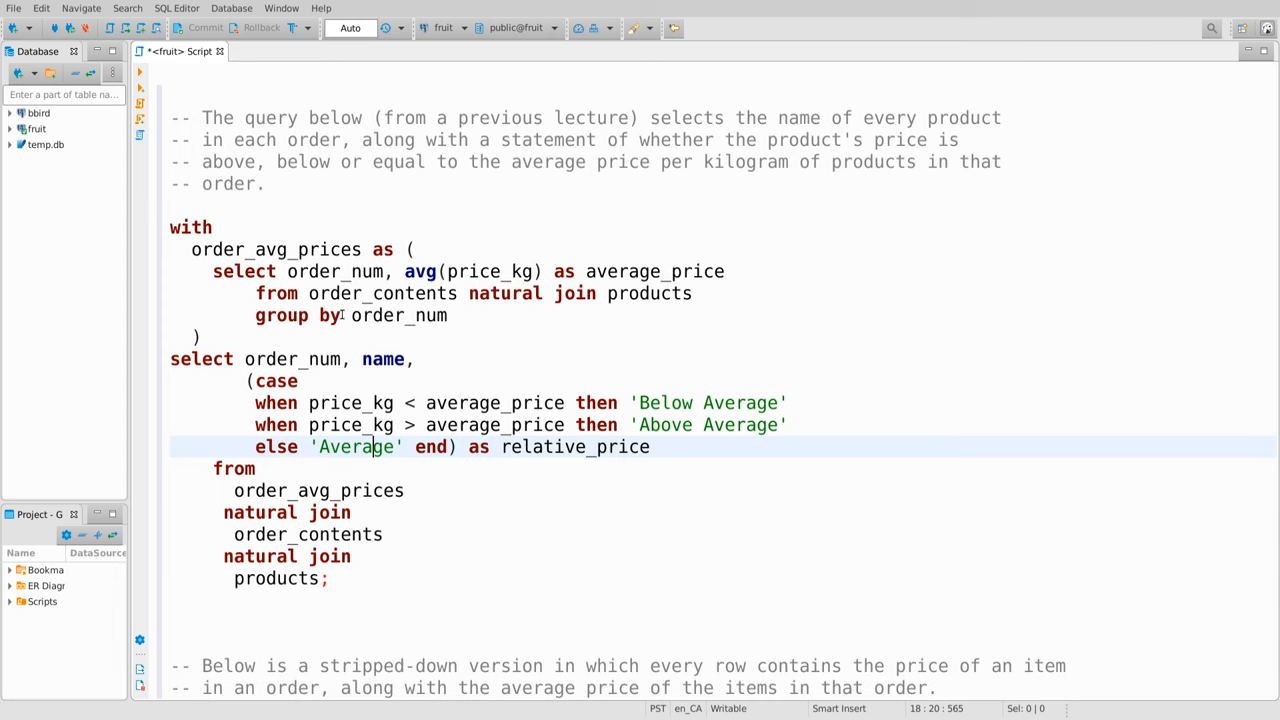 File Edit Navigate Search SQL Editor Database Window Help
Commit Rollback Auto fruit public@fruit
Database *<fruit> Script
Enter a part of table na...
bbird
fruit
temp.db
-- The query below (from a previous lecture) selects the name of every product
-- in each order, along with a statement of whether the product's price is
-- above, below or equal to the average price per kilogram of products in that
-- order.
with
order_avg_prices as (
select order_num, avg(price_kg) as average_price
from order_contents natural join products
group by order_num
)
select order_num, name,
(case
when price_kg < average_price then 'Below Average'
when price_kg > average_price then 'Above Average'
else 'Average' end) as relative_price
from
order_avg_prices
natural join
order_contents
natural join
products;
-- Below is a stripped-down version in which every row contains the price of an item
-- in an order, along with the average price of the items in that order.
Project - G
Name DataSource
Bookma
ER Diagr
Scripts
PST en_CA Writable Smart Insert 18 : 20 : 565 Sel: 0 | 0